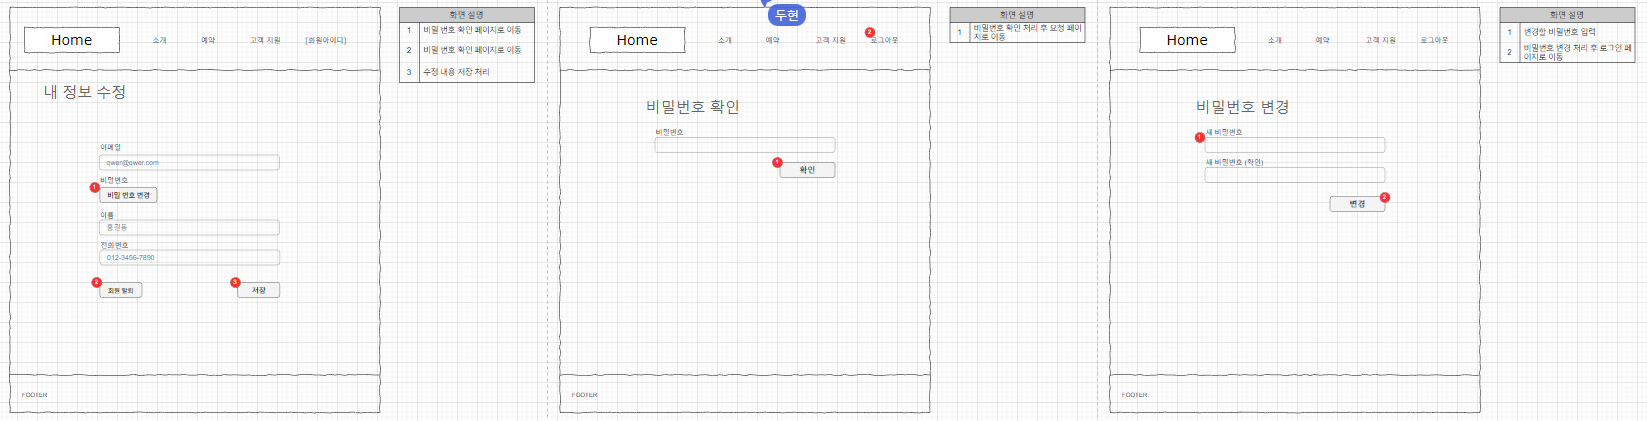 두현
Home
소개
예약
고객 지원
[회원아이디]
내 정보 수정
이메일
qwer@qwer.com
비밀번호
1
비밀 번호 변경
이름
홍길동
전화번호
012-3456-7890
2
회원 탈퇴
3
저장
FOOTER
화면 설명
1 비밀 번호 확인 페이지로 이동
2 비밀 번호 확인 페이지로 이동
3 수정 내용 저장 처리
Home
소개
예약
고객 지원
2
로그아웃
비밀번호 확인
비밀번호
1
확인
FOOTER
화면 설명
1 비밀번호 확인 처리 후 요청 페이
지로 이동
Home
소개
예약
고객 지원
로그아웃
비밀번호 변경
1
새 비밀번호
새 비밀번호 (확인)
2
변경
FOOTER
화면 설명
1 변경할 비밀번호 입력
2 비밀번호 변경 처리 후 로그인 페
이지로 이동